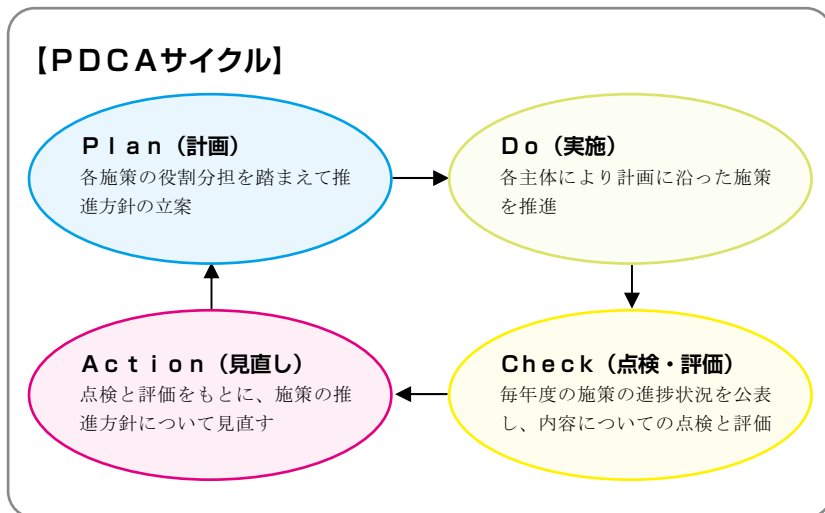 【ＰＤＣＡサイクル】
Ｐｌａｎ（計画）
各施策の役割分担を踏まえて推
進方針の立案
Ｄｏ（実施）
各主体により計画に沿った施策
を推進
Ａｃｔｉｏｎ（見直し）
点検と評価をもとに、施策の推
進方針について見直す
Ｃｈｅｃｋ（点検・評価）
毎年度の施策の進捗状況を公表
し、内容についての点検と評価